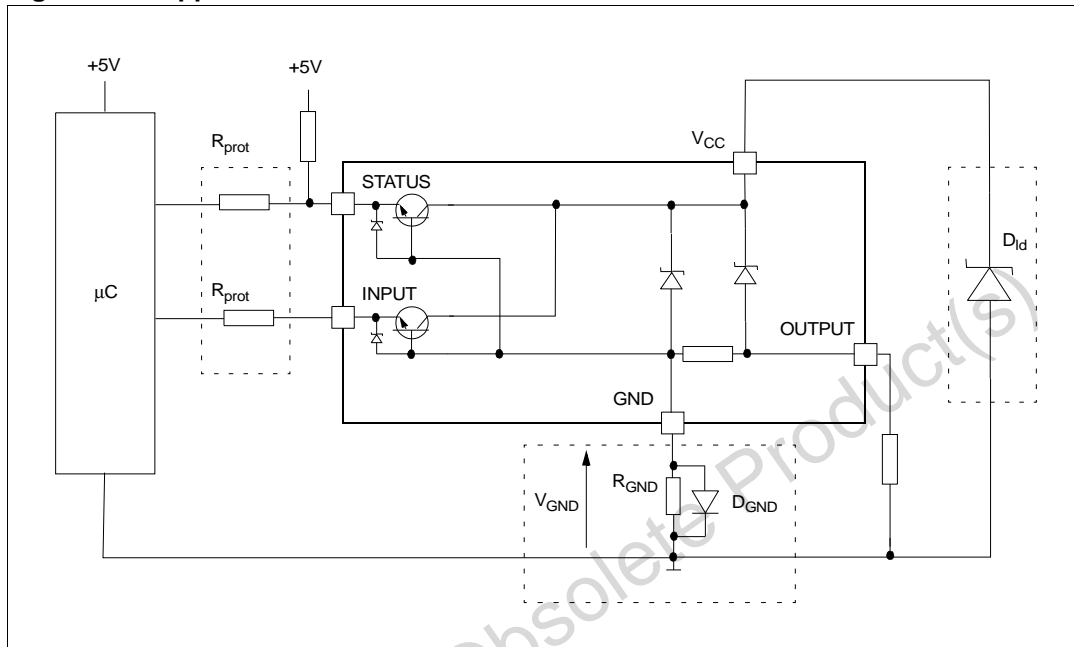 +5V
+5V
R_prot
V_CC
STATUS
D_ld
μC
R_prot
INPUT
OUTPUT
GND
R_GND
V_GND
D_GND
Obsolete Product(s)